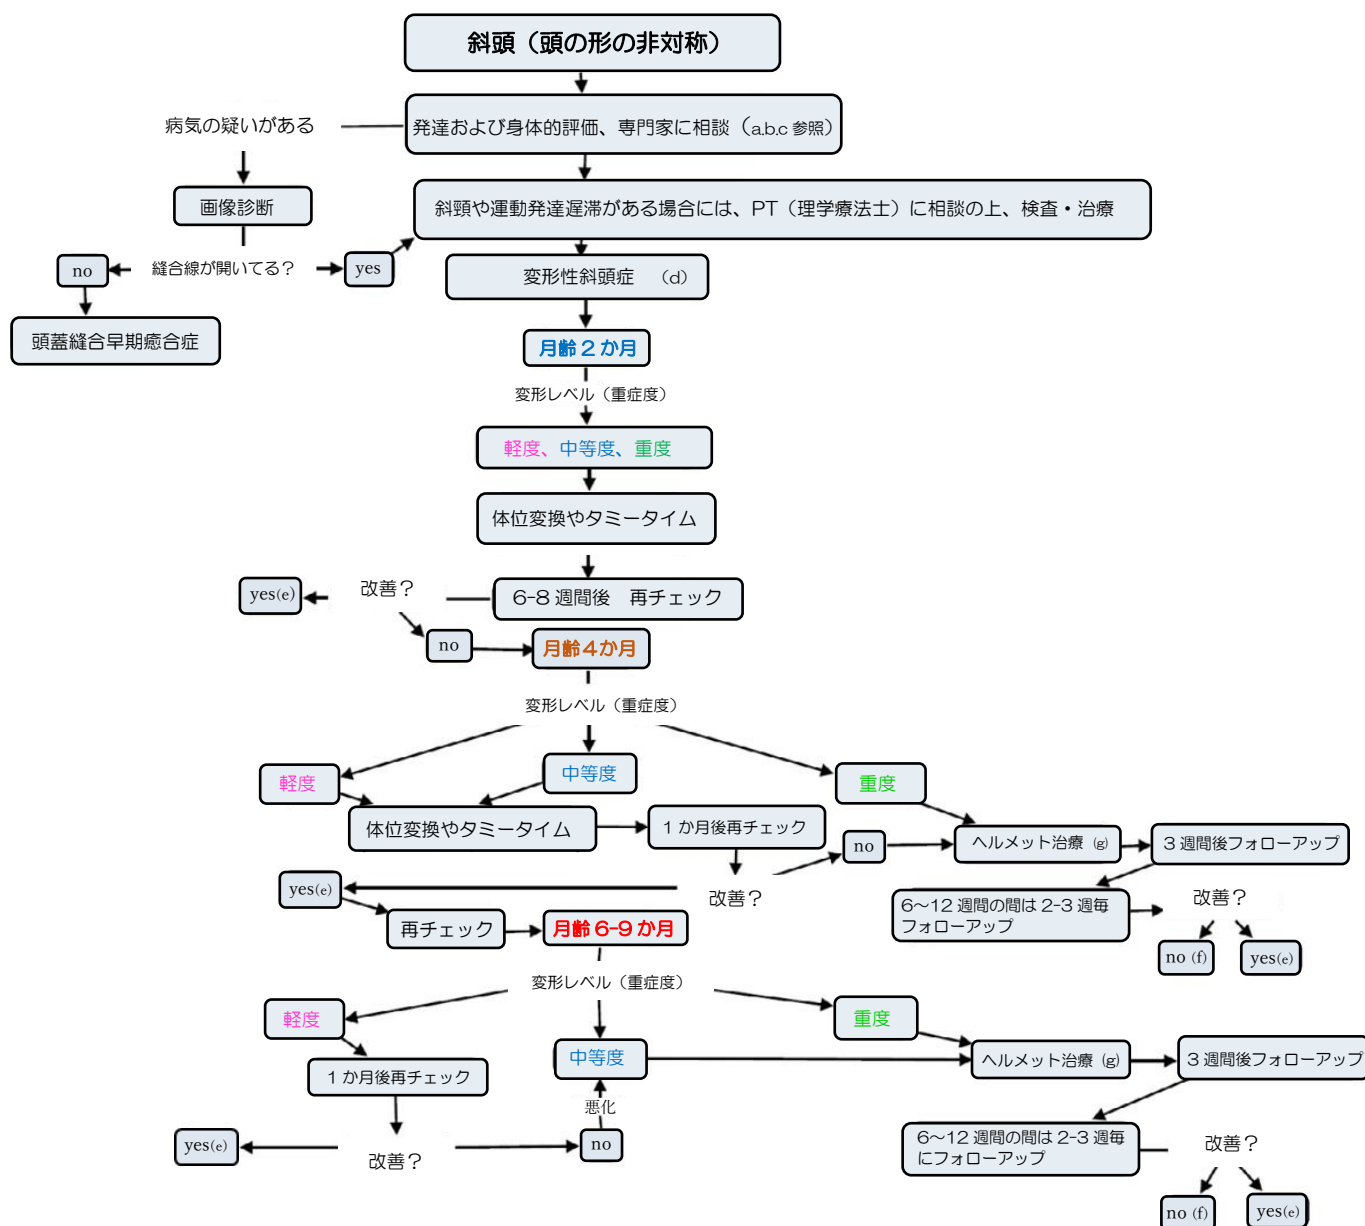 斜頭（頭の形の非対称）
病気の疑いがある
発達および身体的評価、専門家に相談（a.b.c 参照）
画像診断
斜頸や運動発達遅滞がある場合には、PT（理学療法士）に相談の上、検査・治療
no
縫合線が開いてる？
yes
変形性斜頭症　(d)
頭蓋縫合早期癒合症
月齢２か月
変形レベル（重症度）
軽度、中等度、重度
体位変換やタミータイム
yes(e)
改善？
6-8 週間後　再チェック
no
月齢４か月
変形レベル（重症度）
軽度
中等度
重度
体位変換やタミータイム
1 か月後再チェック
no
ヘルメット治療 (g)
3 週間後フォローアップ
yes(e)
改善？
6～12 週間の間は 2-3 週毎
フォローアップ
改善？
再チェック
月齢 6-9 か月
no (f)
yes(e)
変形レベル（重症度）
軽度
重度
1 か月後再チェック
中等度
ヘルメット治療 (g)
3 週間後フォローアップ
悪化
yes(e)
改善？
no
6～12 週間の間は 2-3 週毎
にフォローアップ
改善？
no (f)
yes(e)